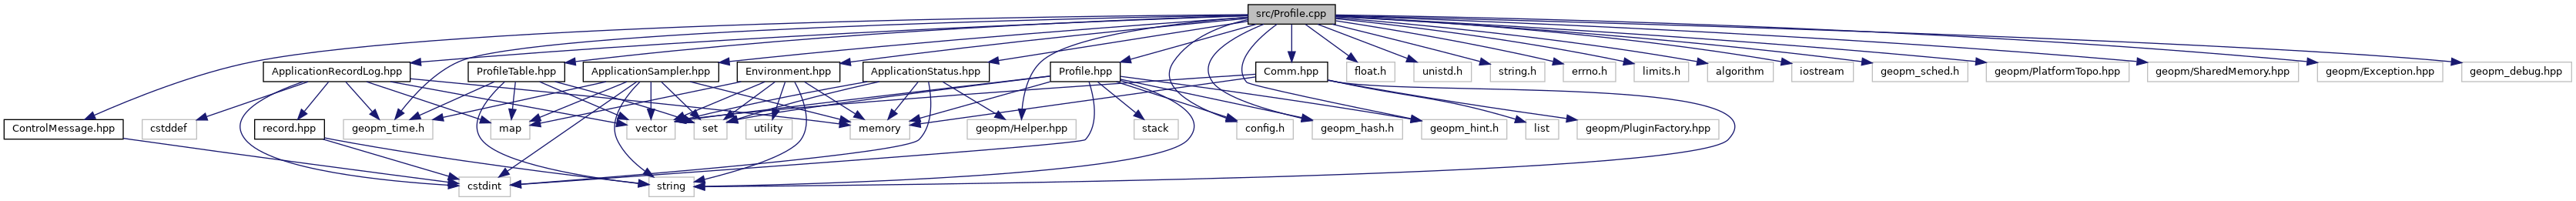 src/Profile.cpp
ApplicationRecordLog.hpp
ProfileTable.hpp
ApplicationSampler.hpp
Environment.hpp
ApplicationStatus.hpp
Profile.hpp
Comm.hpp
float.h
unistd.h
string.h
errno.h
limits.h
algorithm
iostream
geopm_sched.h
geopm/PlatformTopo.hpp
geopm/SharedMemory.hpp
geopm/Exception.hpp
geopm_debug.hpp
ControlMessage.hpp
cstddef
record.hpp
geopm_time.h
map
vector
set
utility
memory
geopm/Helper.hpp
stack
config.h
geopm_hash.h
geopm_hint.h
list
geopm/PluginFactory.hpp
cstdint
string